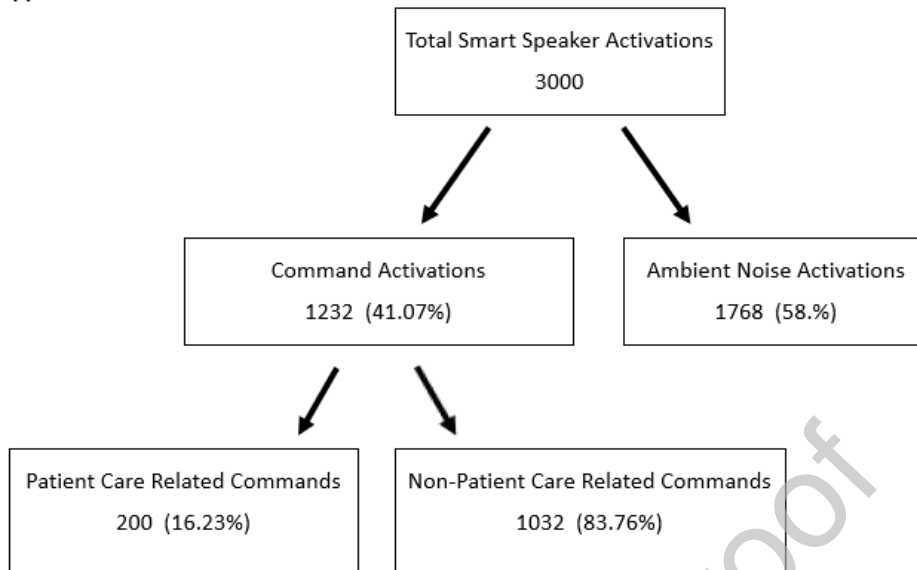 Total Smart Speaker Activations
3000
Command Activations
1232 (41.07%)
Ambient Noise Activations
1768 (58.%)
Patient Care Related Commands
200 (16.23%)
Non-Patient Care Related Commands
1032 (83.76%)
roof